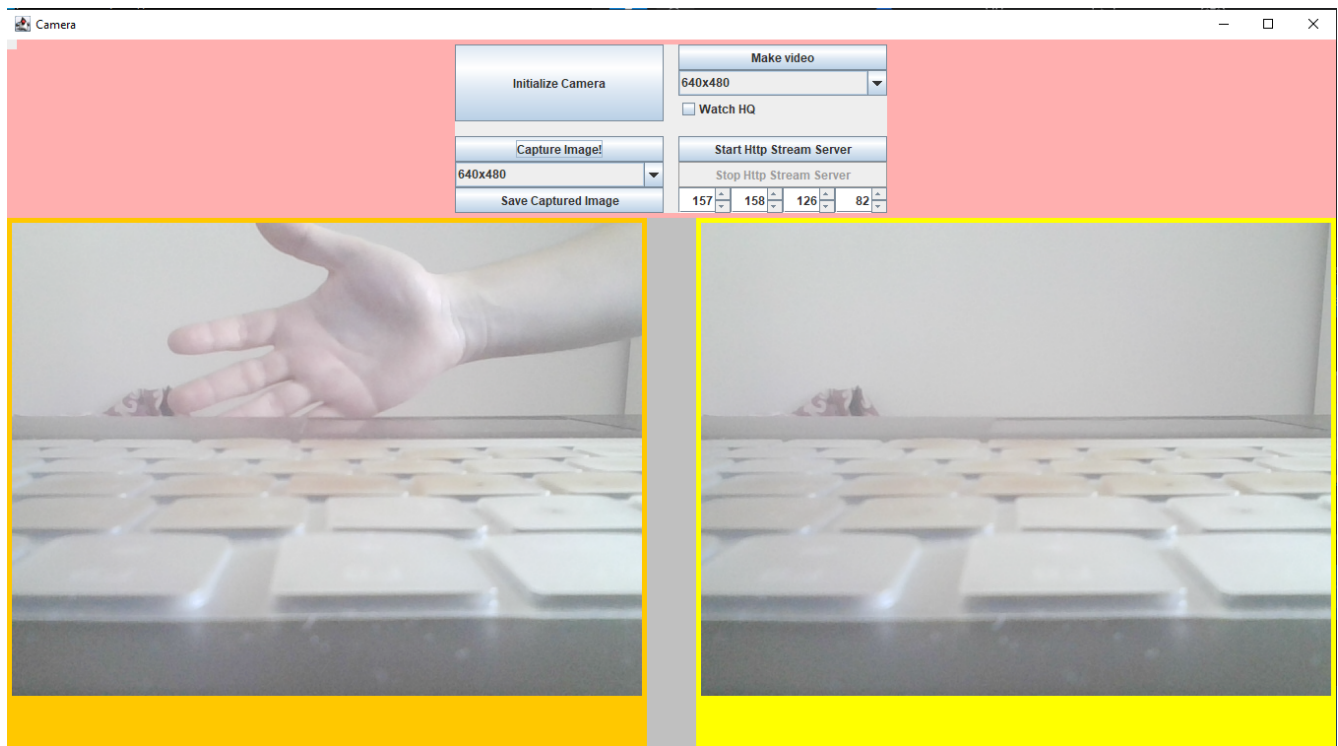 Camera
Initialize Camera
Make video
640x480
Watch HQ
Capture Image!
640x480
Save Captured Image
Start Http Stream Server
Stop Http Stream Server
157 158 126 82